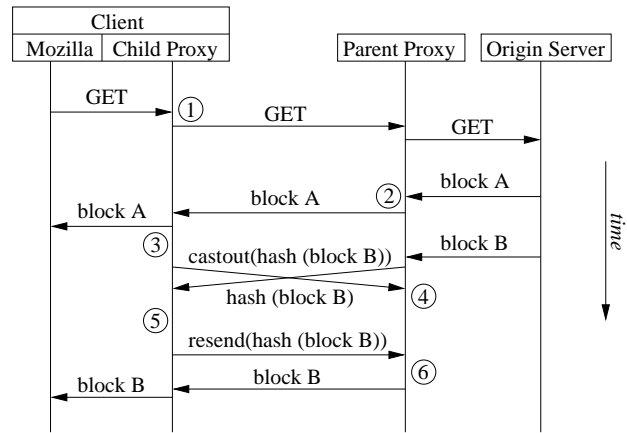 Client
Mozilla Child Proxy Parent Proxy Origin Server
GET
1
GET
GET
block A
2
block A
block A
3
castout(hash (block B))
block B
hash (block B)
4
5
resend(hash (block B))
6
block B
block B
time